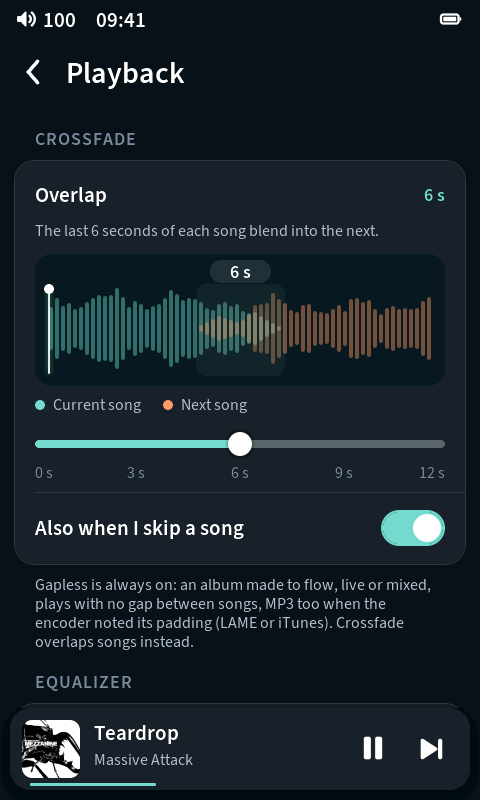 100 09:41
Playback
CROSSFADE
Overlap 6 s
The last 6 seconds of each song blend into the next.
6 s
Current song Next song
0 s 3 s 6 s 9 s 12 s
Also when I skip a song
Gapless is always on: an album made to flow, live or mixed,
plays with no gap between songs, MP3 too when the
encoder noted its padding (LAME or iTunes). Crossfade
overlaps songs instead.
EQUALIZER
MEZZANINE
Teardrop
Massive Attack